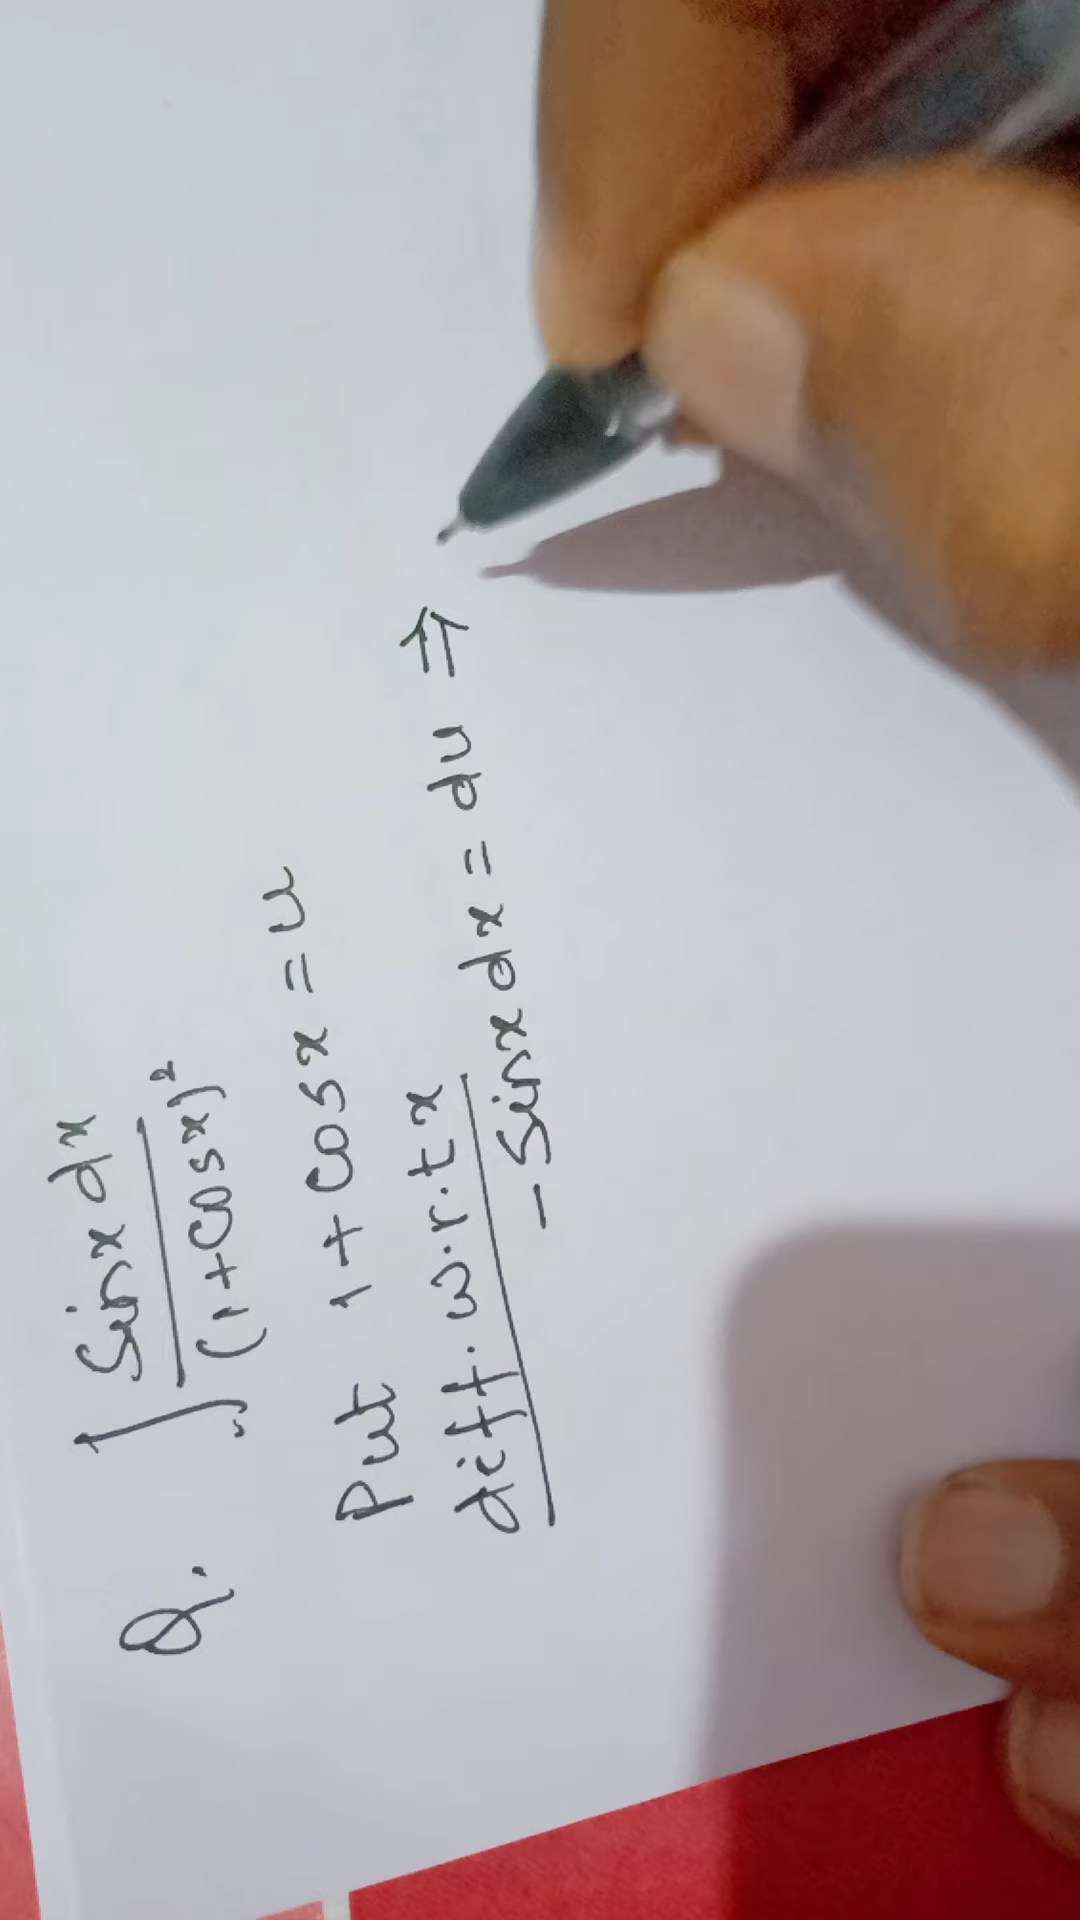 Q. ∫ Sinx dx / (1+cosx)²
Put 1+cosx = u
diff. w.r.t x
-Sinx dx = du ⇒